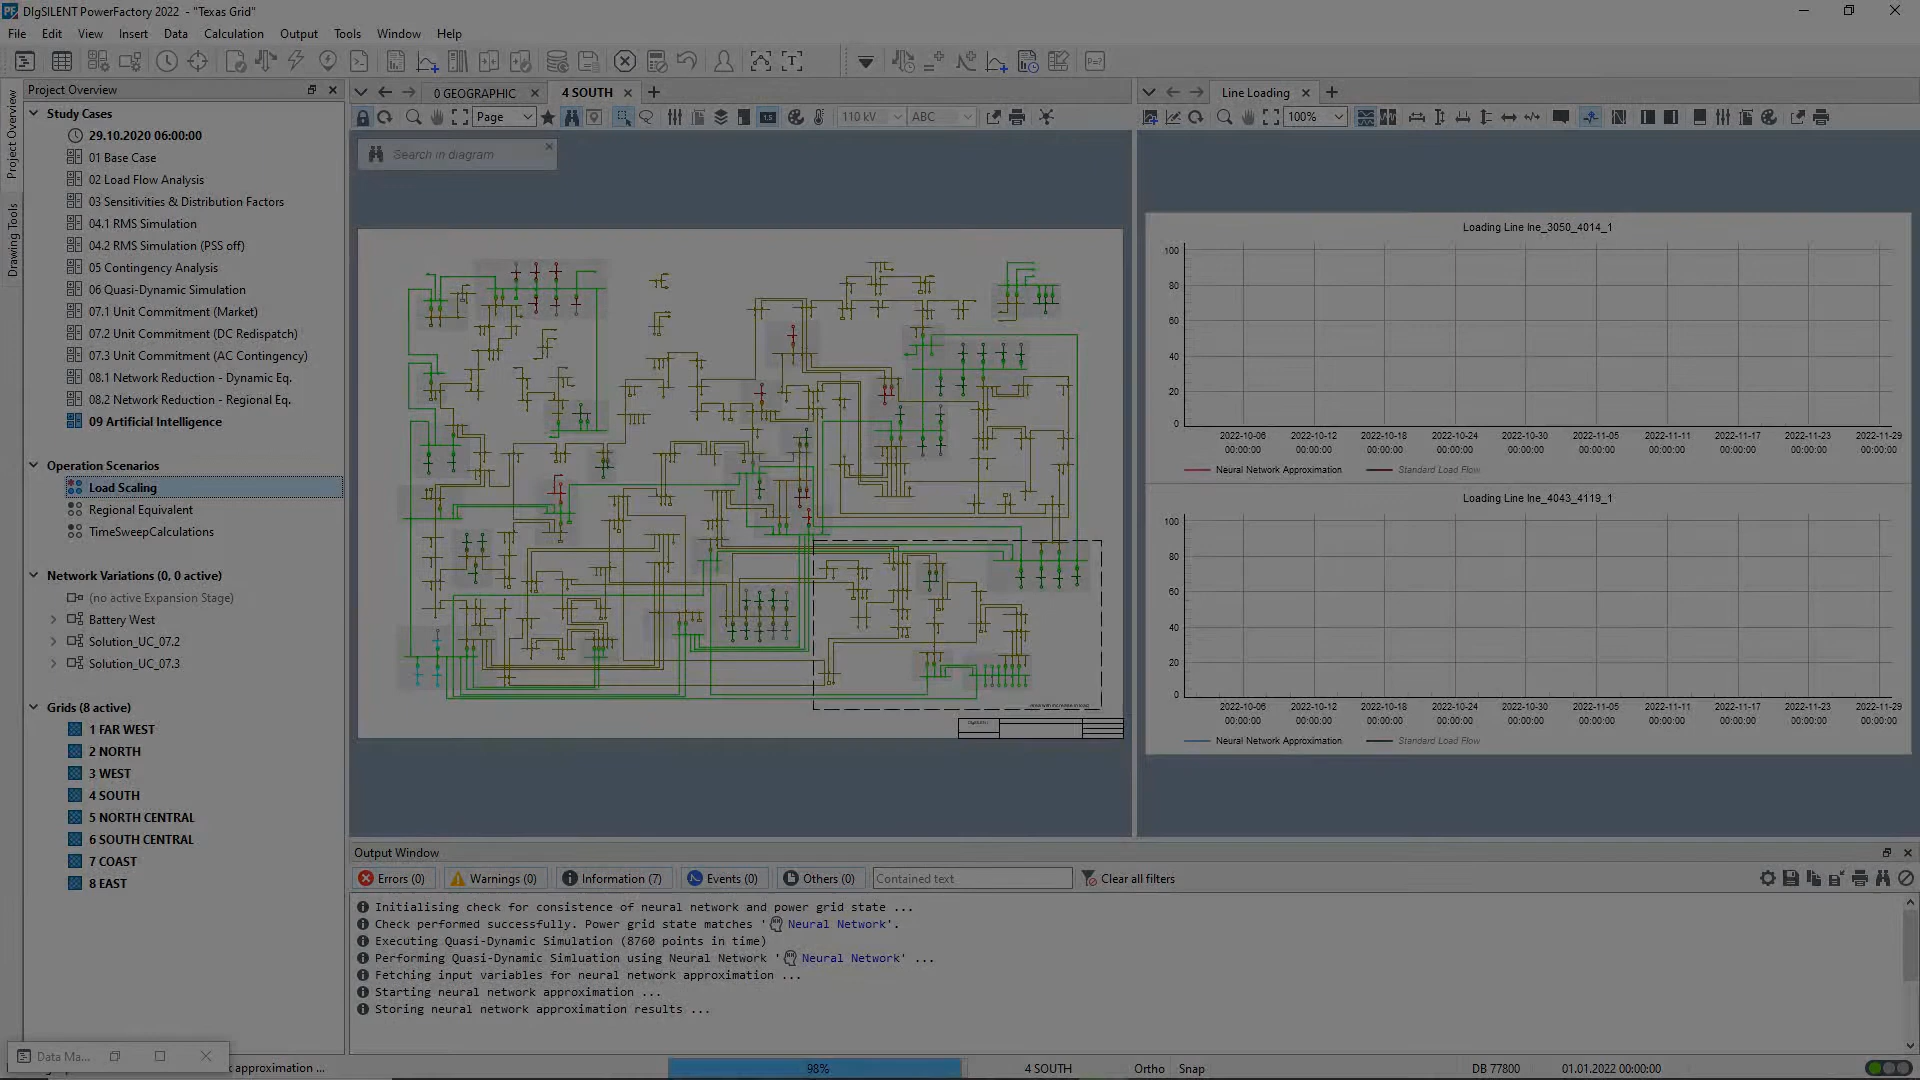 DIgSILENT PowerFactory 2022 - "Texas Grid"
File Edit View Insert Data Calculation Output Tools Window Help
Project Overview
Project Overview
Drawing Tools
Study Cases
29.10.2020 06:00:00
01 Base Case
02 Load Flow Analysis
03 Sensitivities & Distribution Factors
04.1 RMS Simulation
04.2 RMS Simulation (PSS off)
05 Contingency Analysis
06 Quasi-Dynamic Simulation
07.1 Unit Commitment (Market)
07.2 Unit Commitment (DC Redispatch)
07.3 Unit Commitment (AC Contingency)
08.1 Network Reduction - Dynamic Eq.
08.2 Network Reduction - Regional Eq.
09 Artificial Intelligence
Operation Scenarios
Load Scaling
Regional Equivalent
TimeSweepCalculations
Network Variations (0, 0 active)
(no active Expansion Stage)
Battery West
Solution_UC_07.2
Solution_UC_07.3
Grids (8 active)
1 FAR WEST
2 NORTH
3 WEST
4 SOUTH
5 NORTH CENTRAL
6 SOUTH CENTRAL
7 COAST
8 EAST
0 GEOGRAPHIC 4 SOUTH
Page 110 kV ABC
Search in diagram
Line Loading
100%
Loading Line lne_3050_4014_1
100
80
60
40
20
0
2022-10-06 2022-10-12 2022-10-18 2022-10-24 2022-10-30 2022-11-05 2022-11-11 2022-11-17 2022-11-23 2022-11-29
00:00:00 00:00:00 00:00:00 00:00:00 00:00:00 00:00:00 00:00:00 00:00:00 00:00:00 00:00:00
Neural Network Approximation Standard Load Flow
Loading Line lne_4043_4119_1
100
80
60
40
20
0
2022-10-06 2022-10-12 2022-10-18 2022-10-24 2022-10-30 2022-11-05 2022-11-11 2022-11-17 2022-11-23 2022-11-29
00:00:00 00:00:00 00:00:00 00:00:00 00:00:00 00:00:00 00:00:00 00:00:00 00:00:00 00:00:00
Neural Network Approximation Standard Load Flow
Output Window
Errors (0) Warnings (0) Information (7) Events (0) Others (0) Contained text Clear all filters
Initialising check for consistence of neural network and power grid state ...
Check performed successfully. Power grid state matches ' Neural Network'.
Executing Quasi-Dynamic Simulation (8760 points in time)
Performing Quasi-Dynamic Simluation using Neural Network ' Neural Network' ...
Fetching input variables for neural network approximation ...
Starting neural network approximation ...
Storing neural network approximation results ...
Data Ma...
approximation ... 98% 4 SOUTH Ortho Snap DB 77800 01.01.2022 00:00:00